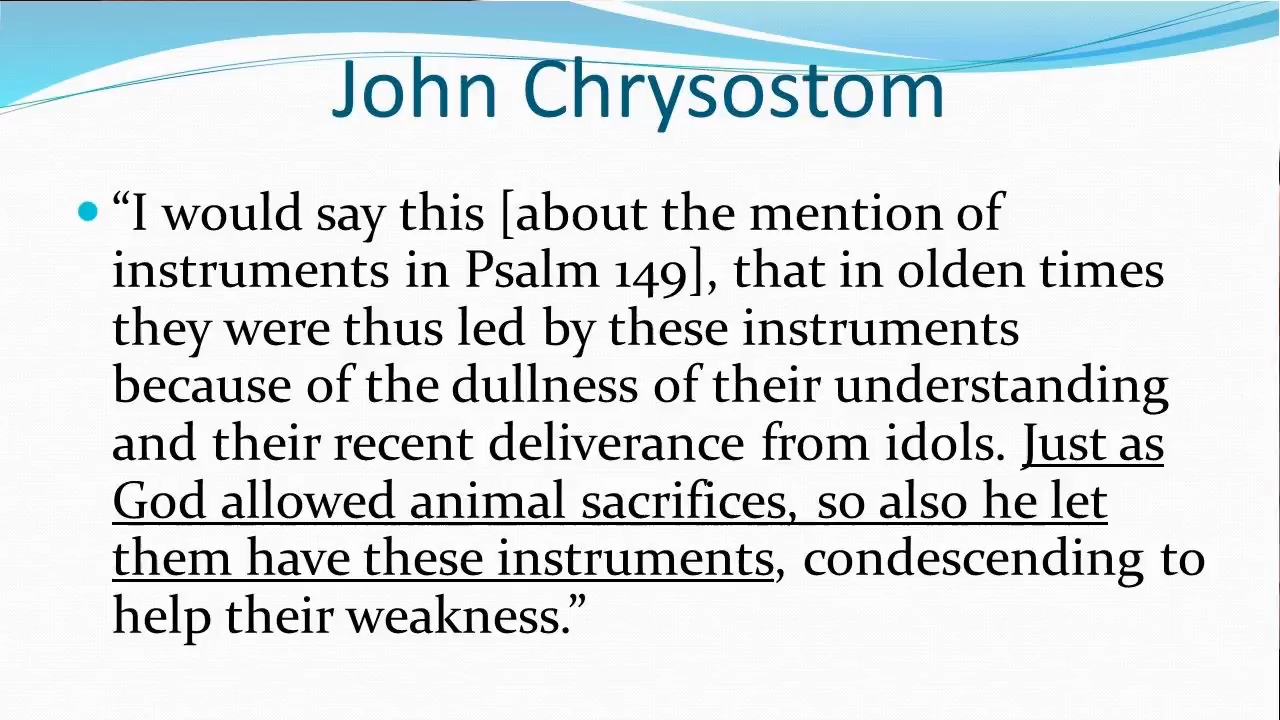 John Chrysostom
• “I would say this [about the mention of
instruments in Psalm 149], that in olden times
they were thus led by these instruments
because of the dullness of their understanding
and their recent deliverance from idols. Just as
God allowed animal sacrifices, so also he let
them have these instruments, condescending to
help their weakness.”